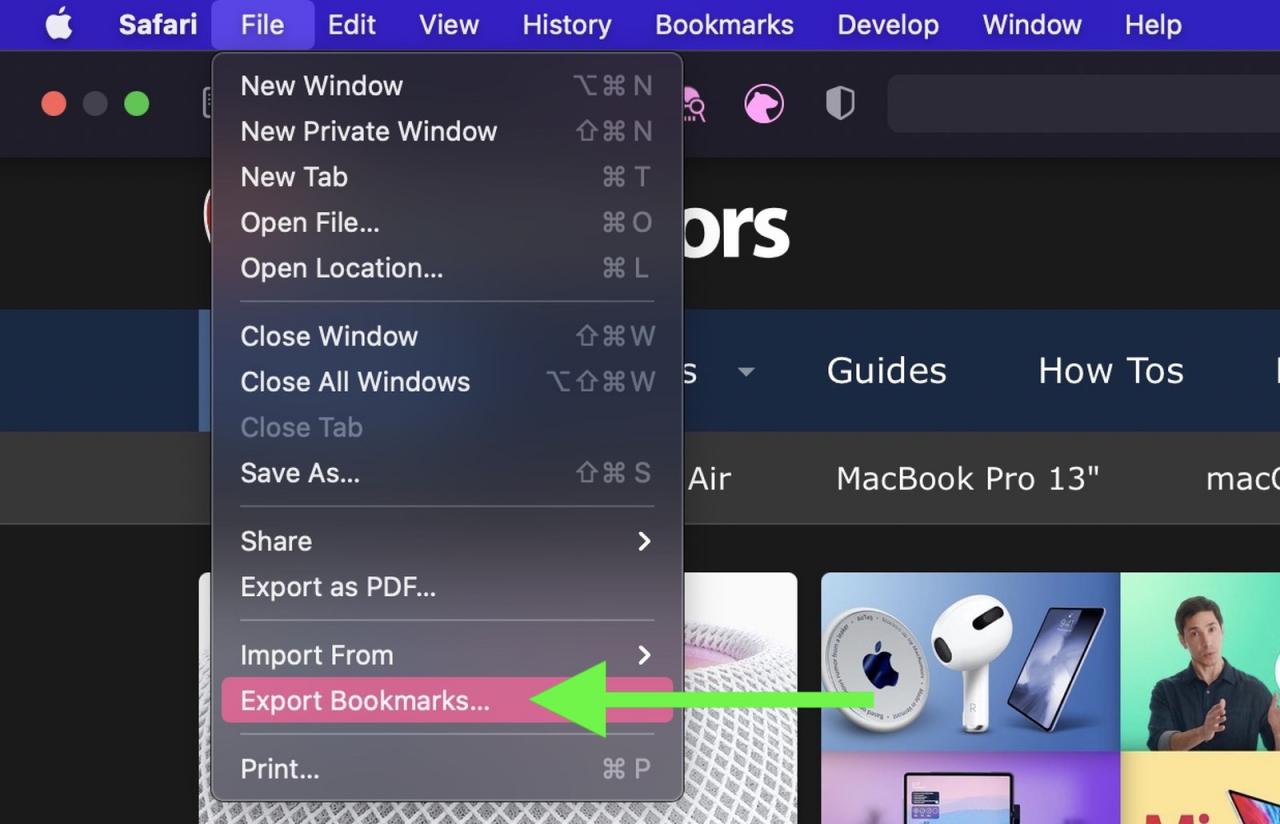 Safari File Edit View History Bookmarks Develop Window Help
New Window ⌥⌘N
New Private Window ⇧⌘N
New Tab ⌘T
Open File... ⌘O
Open Location... ⌘L
Close Window ⇧⌘W
Close All Windows ⌥⇧⌘W
Close Tab
Save As... ⇧⌘S
Share
Export as PDF...
Import From
Export Bookmarks...
Print... ⌘P
ors
s Guides How Tos
Air MacBook Pro 13" mac
R